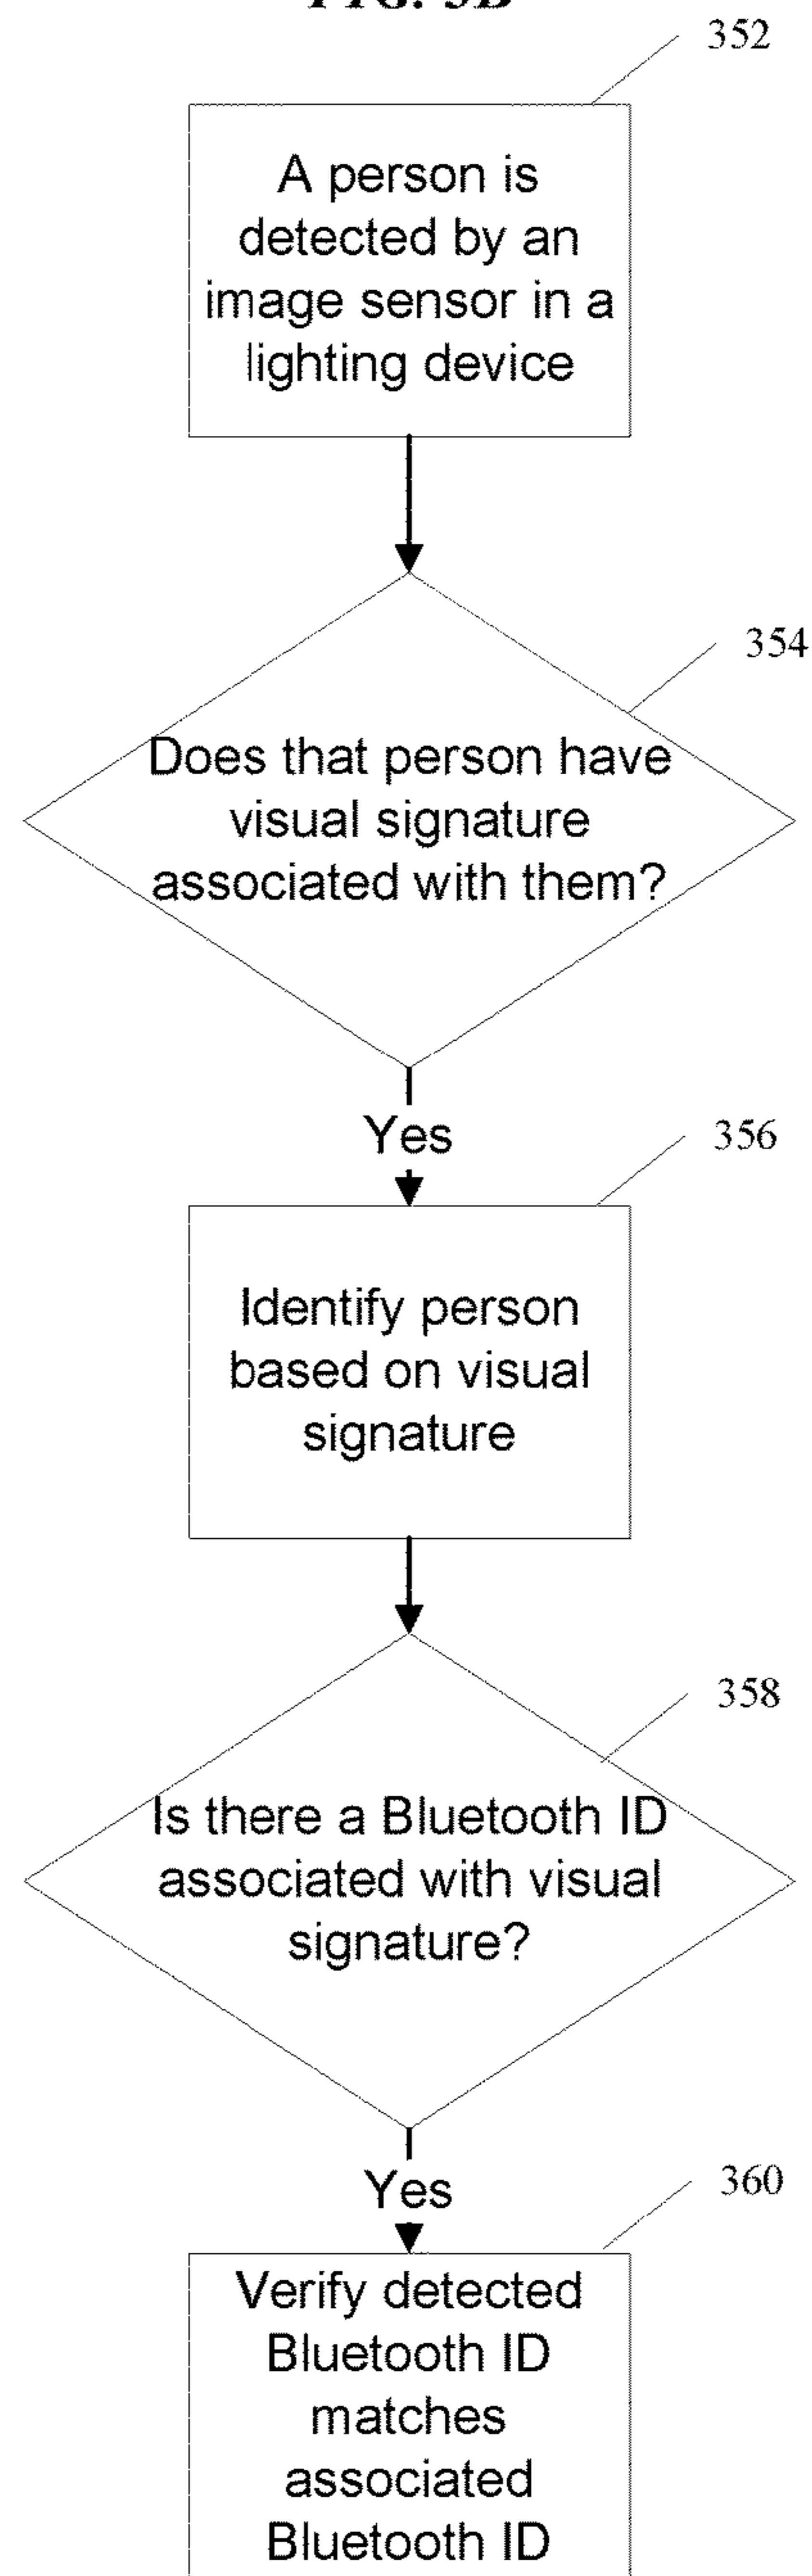 FIG. 3B
352
A person is
detected by an
image sensor in a
lighting device
354
Does that person have
visual signature
associated with them?
Yes
356
Identify person
based on visual
signature
358
Is there a Bluetooth ID
associated with visual
signature?
Yes
360
Verify detected
Bluetooth ID
matches
associated
Bluetooth ID